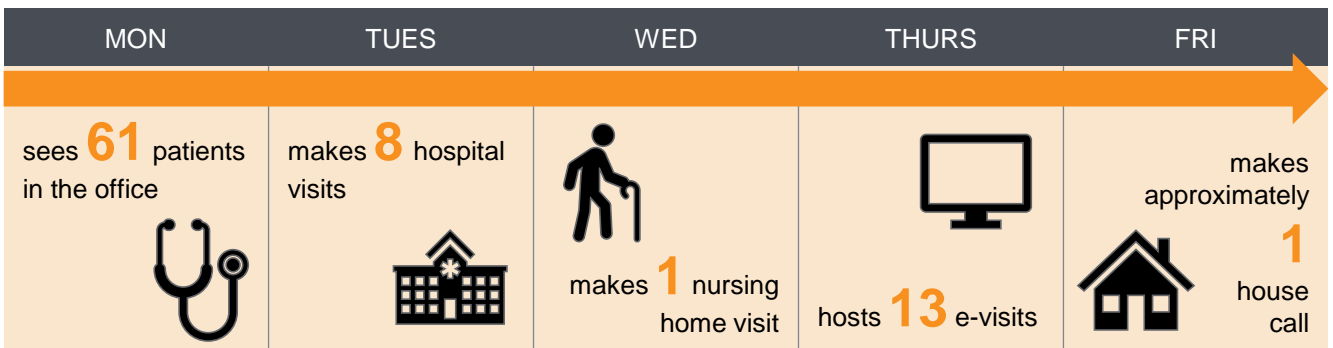 MON
TUES
WED
THURS
FRI
sees 61 patients
in the office
makes 8 hospital
visits
makes 1 nursing
home visit
hosts 13 e-visits
makes
approximately
1
house
call